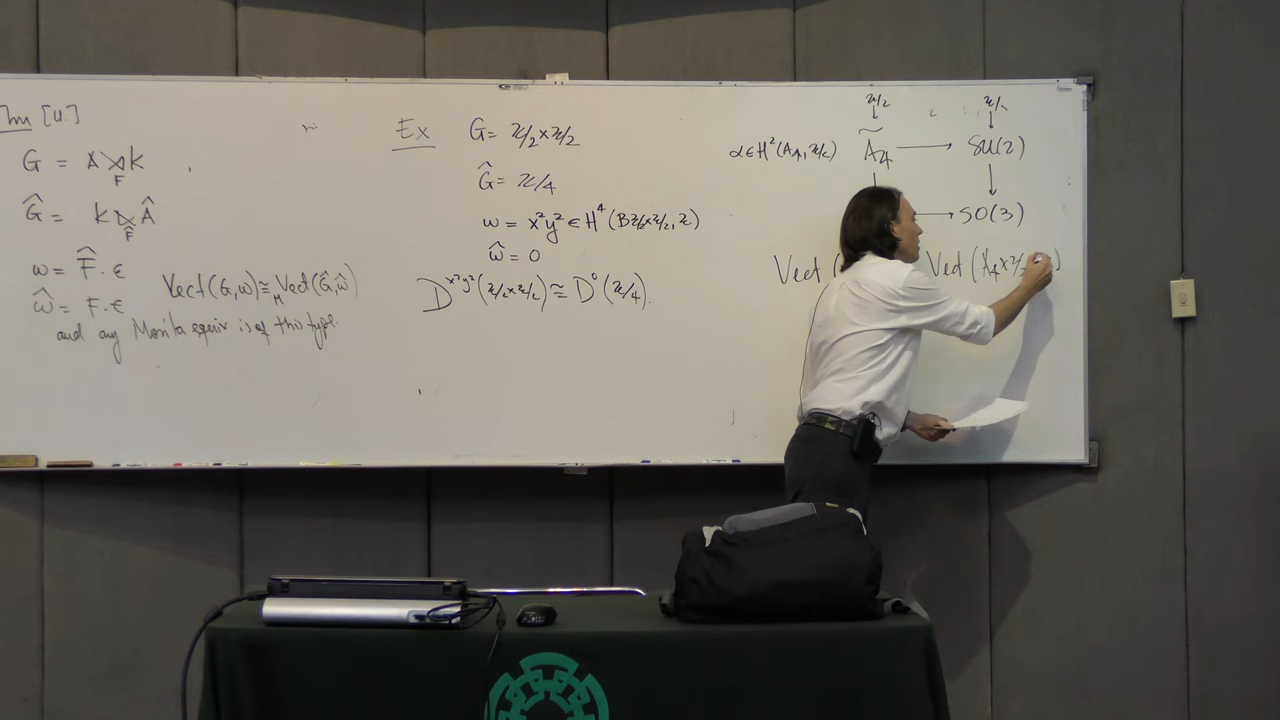 Thm [U.]
G = A ⋊_F K
Ĝ = K ⋉_F̂ Â
ω = F̂ · ε
ω̂ = F · ε
Vect(G,ω) ≅_M Vect(Ĝ,ω̂)
and any Morita equiv is of this type.
Ex
G = ℤ/2 × ℤ/2
Ĝ = ℤ/4
ω = x²y² ∈ H⁴(Bℤ/2×ℤ/2, ℤ)
ω̂ = 0
D^{x²y²}(ℤ/2×ℤ/2) ≅ D⁰(ℤ/4).
ℤ/2
α ∈ H²(A₄, ℤ/2)
Ã₄ → SU(2)
↓
→ SO(3)
Vect (
Vect (A₄×ℤ/2